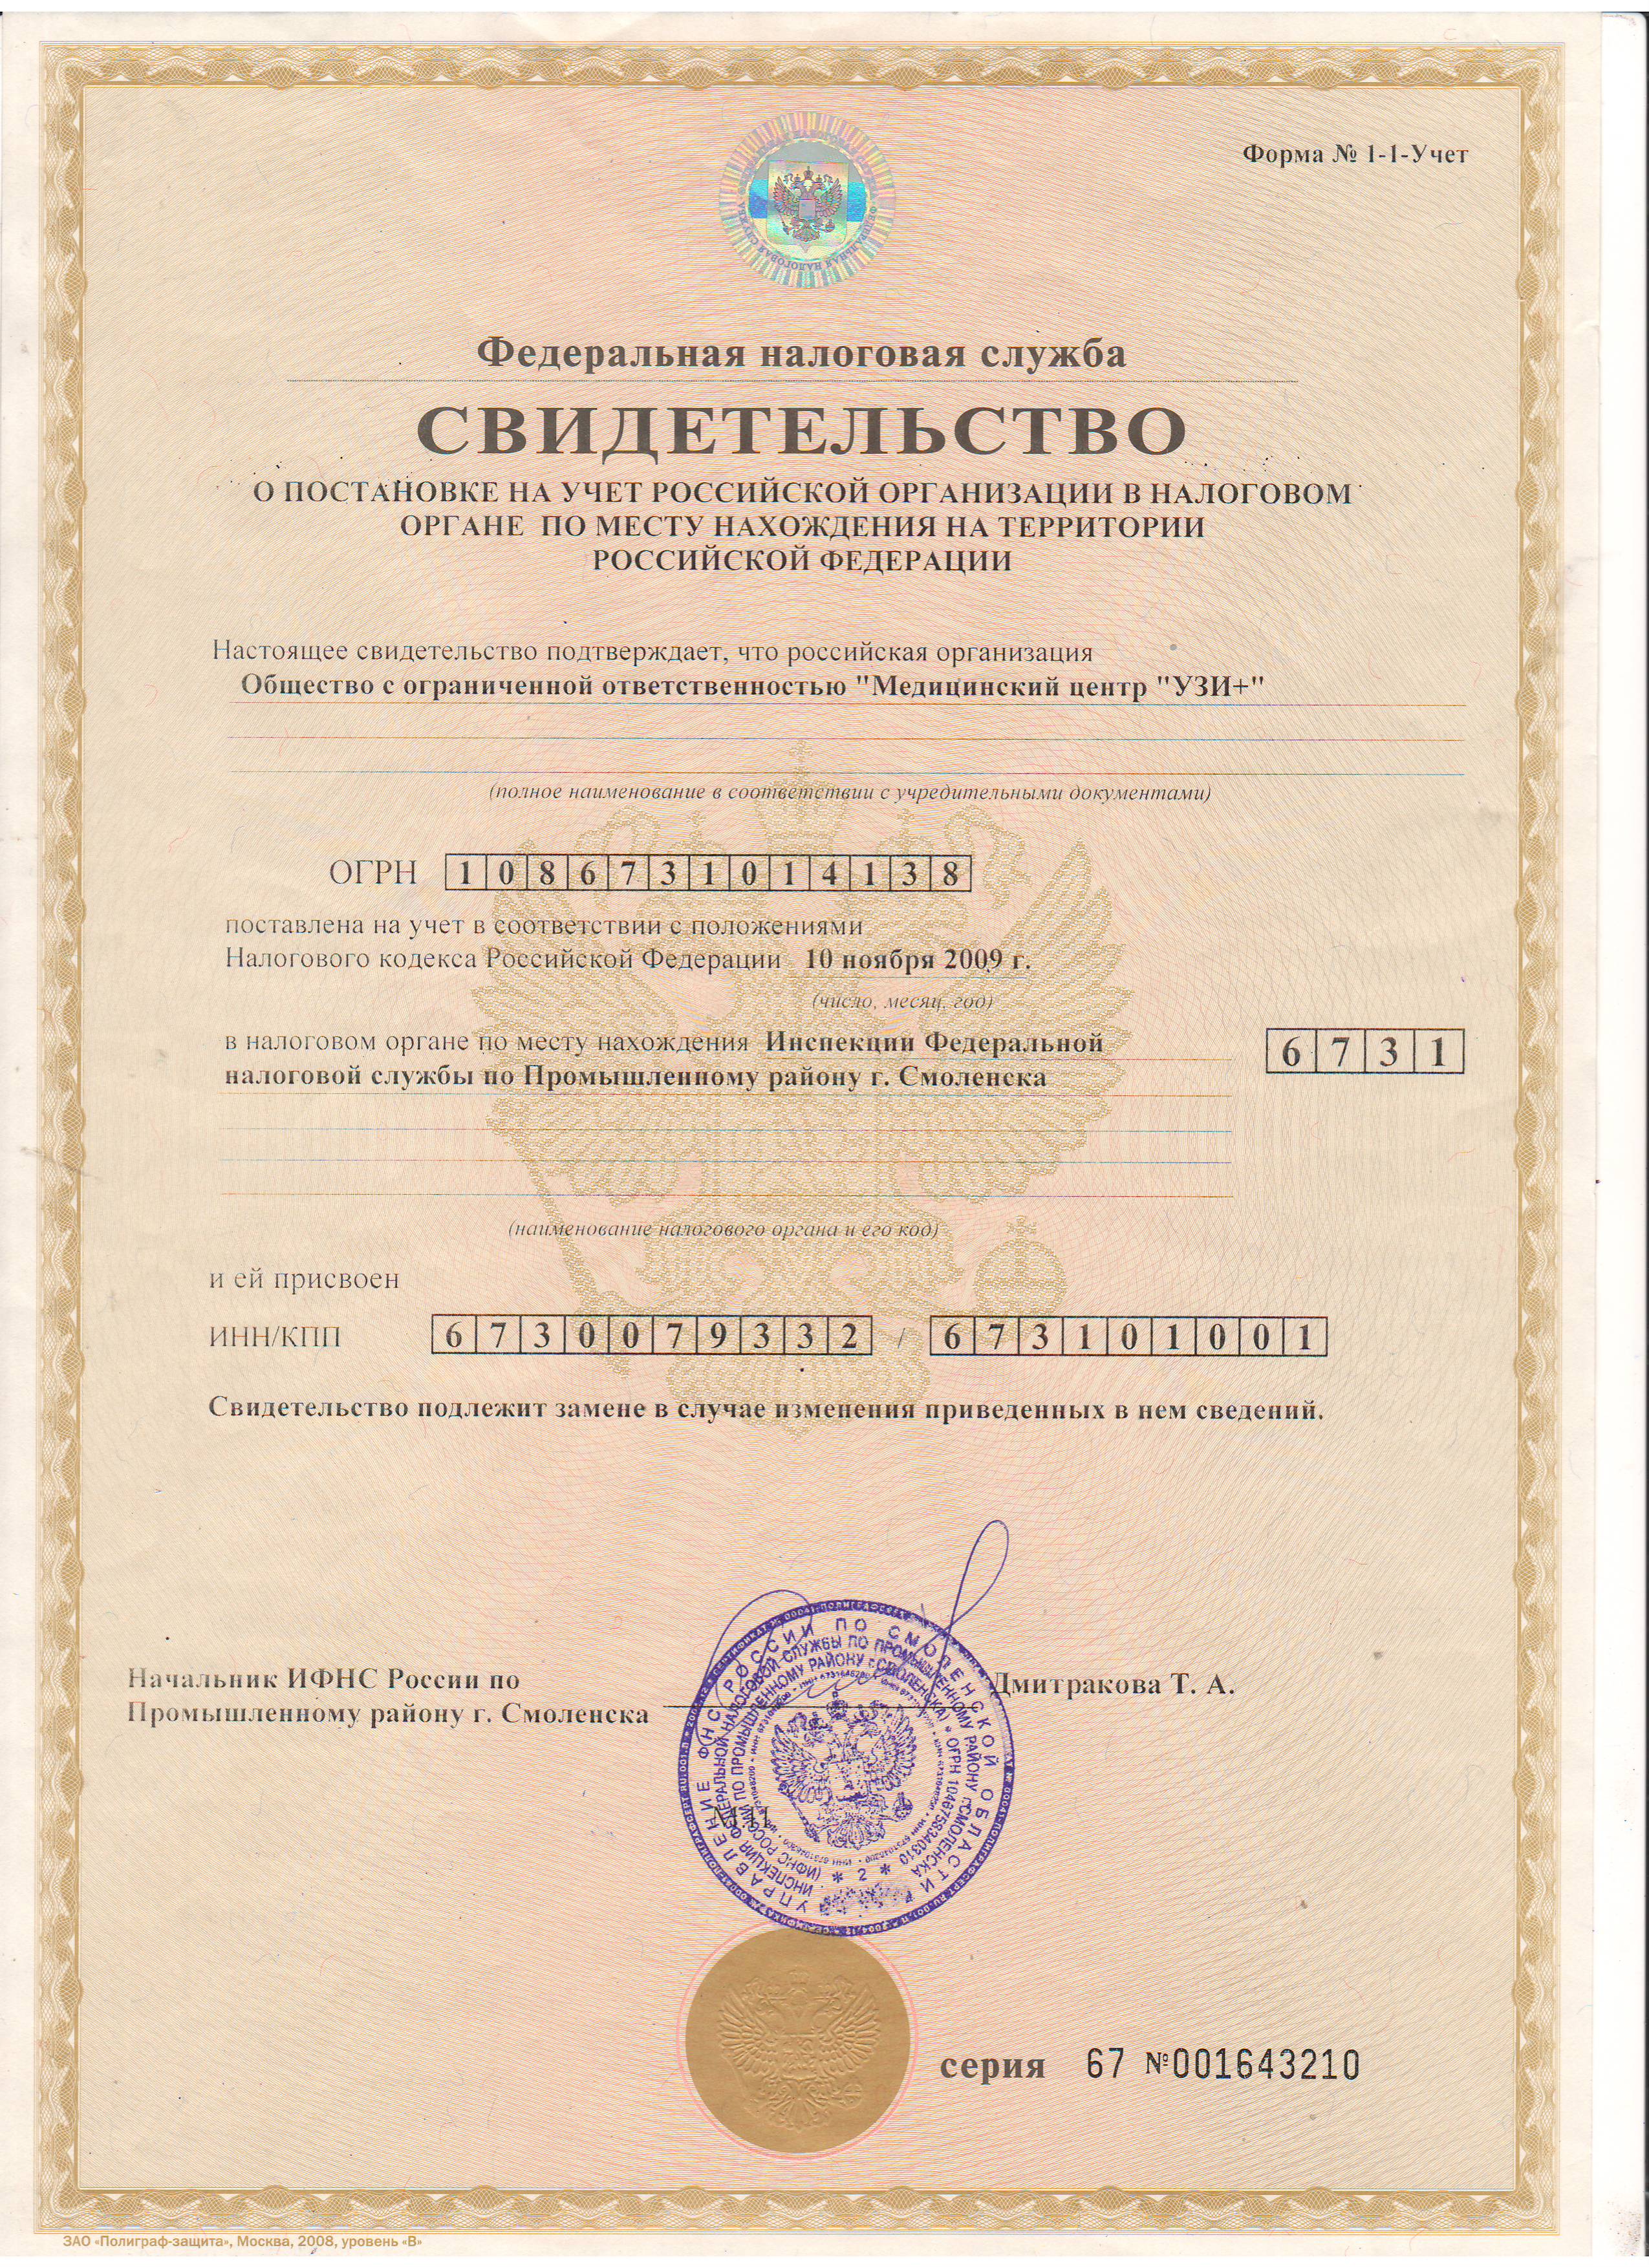 Форма № 1-1-Учет
Федеральная налоговая служба
СВИДЕТЕЛЬСТВО
О ПОСТАНОВКЕ НА УЧЕТ РОССИЙСКОЙ ОРГАНИЗАЦИИ В НАЛОГОВОМ
ОРГАНЕ ПО МЕСТУ НАХОЖДЕНИЯ НА ТЕРРИТОРИИ
РОССИЙСКОЙ ФЕДЕРАЦИИ
Настоящее свидетельство подтверждает, что российская организация
Общество с ограниченной ответственностью "Медицинский центр "УЗИ+"
(полное наименование в соответствии с учредительными документами)
ОГРН 1086731014138
поставлена на учет в соответствии с положениями
Налогового кодекса Российской Федерации 10 ноября 2009 г.
(число, месяц, год)
в налоговом органе по месту нахождения Инспекции Федеральной
налоговой службы по Промышленному району г. Смоленска 6731
(наименование налогового органа и его код)
и ей присвоен
ИНН/КПП 6730079332 / 673101001
Свидетельство подлежит замене в случае изменения приведенных в нем сведений.
Начальник ИФНС России по
Промышленному району г. Смоленска
Дмитракова Т. А.
УПРАВЛЕНИЕ ФНС РОССИИ ПО СМОЛЕНСКОЙ ОБЛАСТИ
ИНСПЕКЦИЯ ФЕДЕРАЛЬНОЙ НАЛОГОВОЙ СЛУЖБЫ ПО ПРОМЫШЛЕННОМУ РАЙОНУ Г.СМОЛЕНСКА
(ИФНС РОССИИ ПО ПРОМЫШЛЕННОМУ РАЙОНУ Г.СМОЛЕНСКА) * ОГРН 1046758340310
* 2 *
МП
серия 67 №001643210
ЗАО «Полиграф-защита», Москва, 2008, уровень «В»